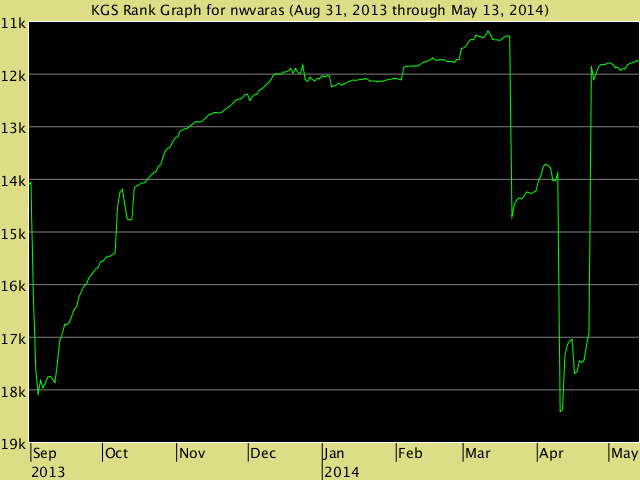 KGS Rank Graph for nwvaras (Aug 31, 2013 through May 13, 2014)
11k
12k
13k
14k
15k
16k
17k
18k
19k
Sep Oct Nov Dec Jan Feb Mar Apr May
2013 2014